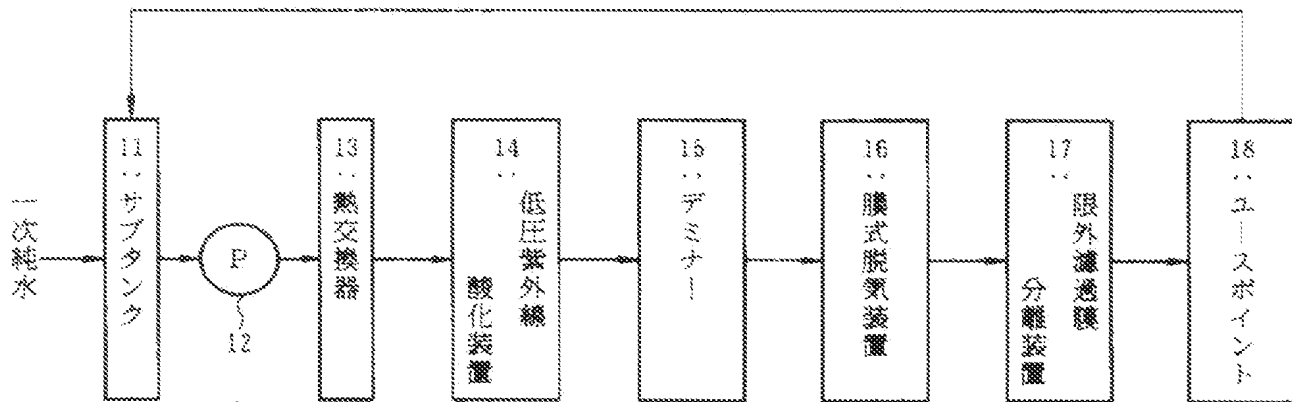 一次純水
11:サブタンク
P
12
13:熱交換器
14:低圧紫外線
酸化装置
15:デミナー
16:膜式脱気装置
17:限外濾過膜
分離装置
18:ユースポイント